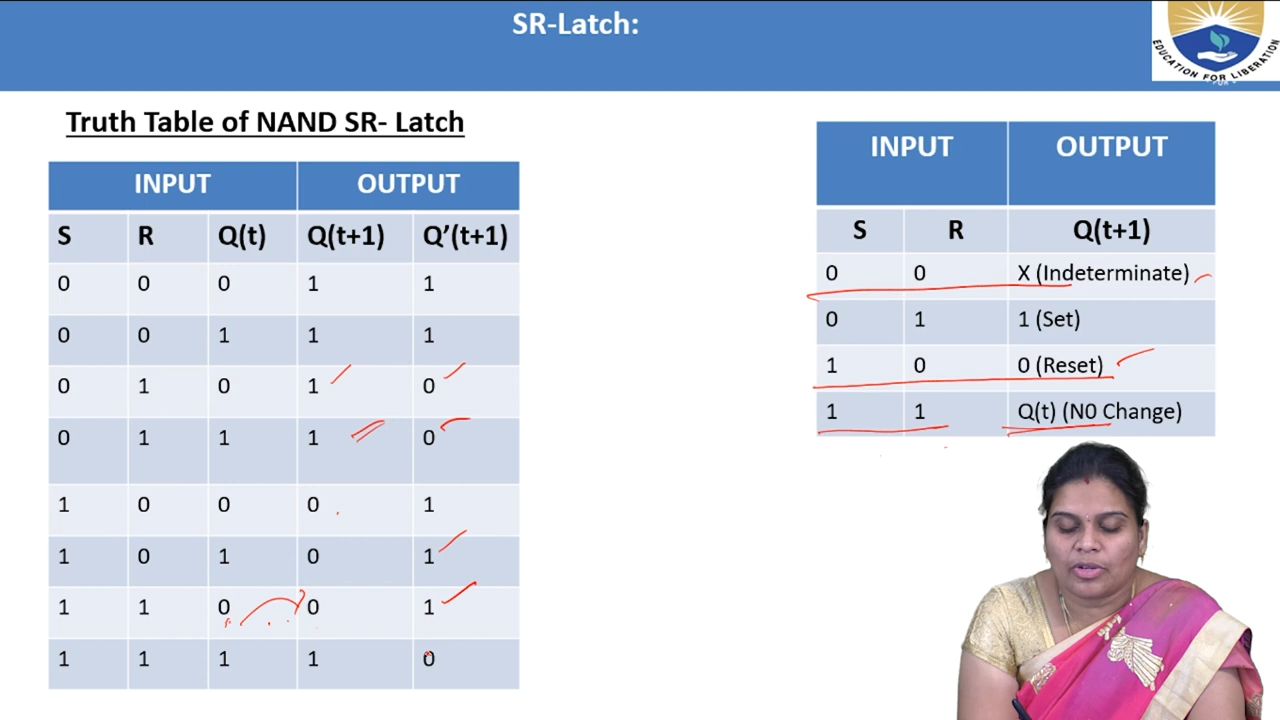 SR-Latch:
EDUCATION FOR LIBERATION
Truth Table of NAND SR- Latch
INPUT OUTPUT
S R Q(t) Q(t+1) Q’(t+1)
0 0 0 1 1
0 0 1 1 1
0 1 0 1 0
0 1 1 1 0
1 0 0 0 1
1 0 1 0 1
1 1 0 0 1
1 1 1 1 0
INPUT OUTPUT
S R Q(t+1)
0 0 X (Indeterminate)
0 1 1 (Set)
1 0 0 (Reset)
1 1 Q(t) (N0 Change)